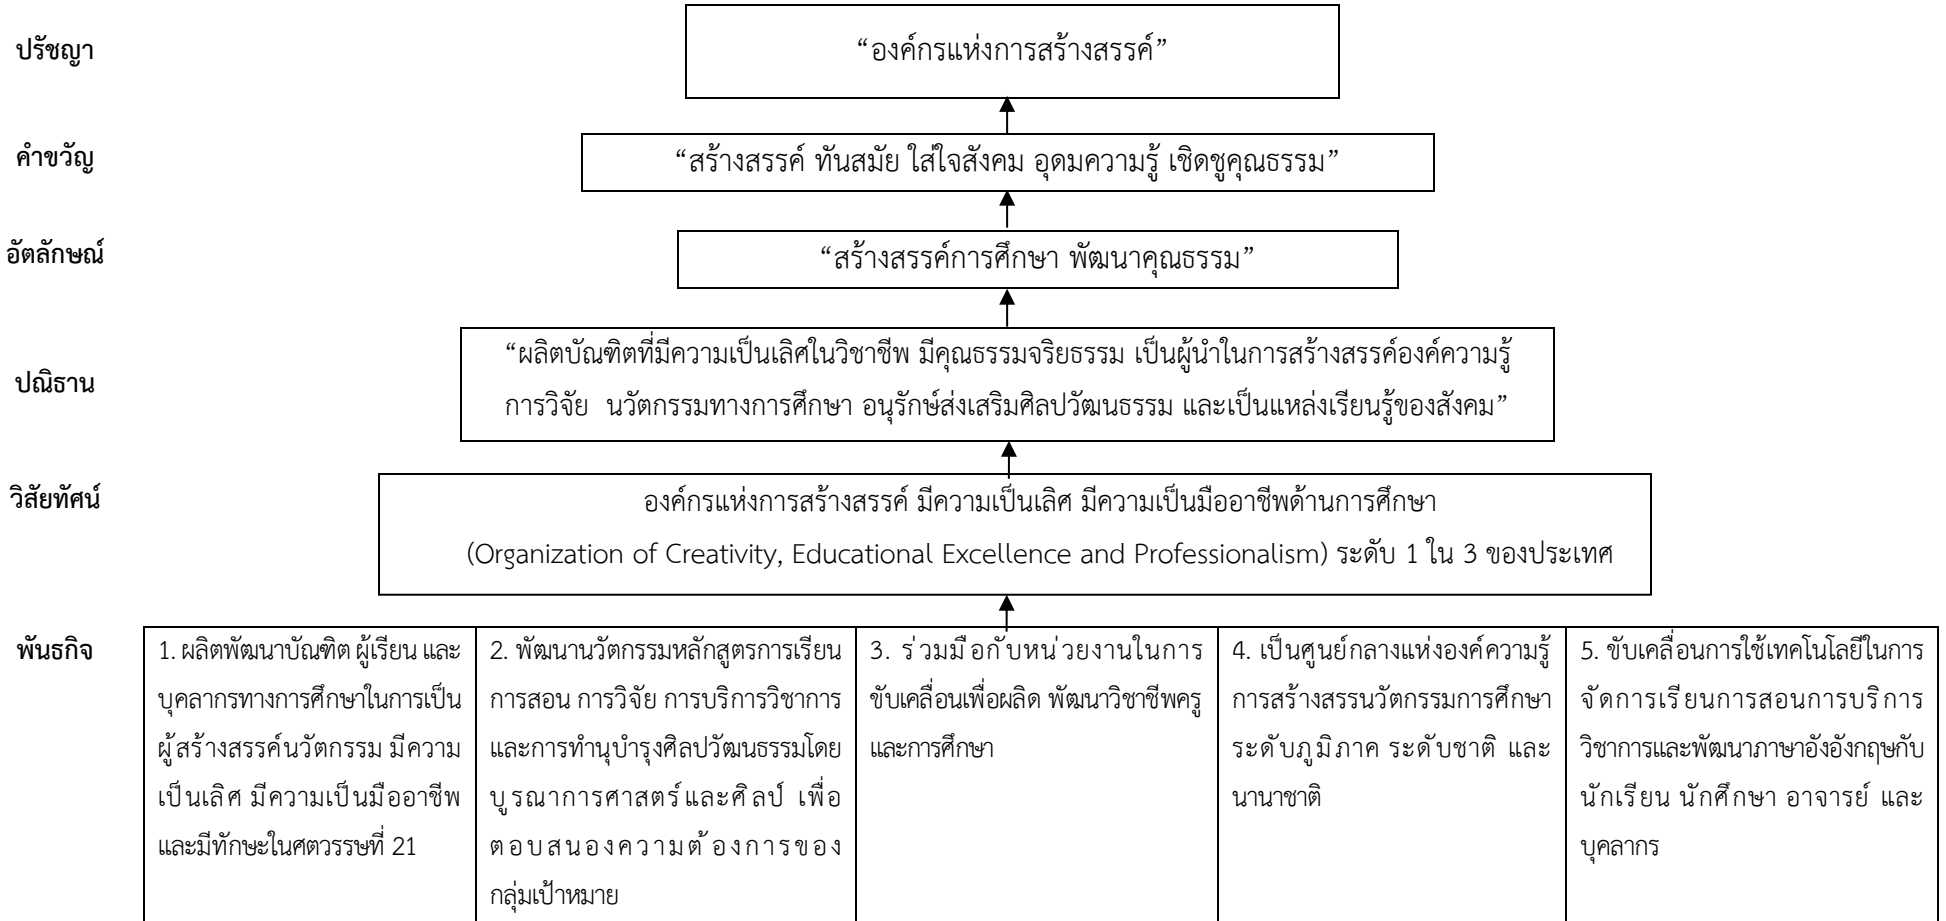 ปรัชญา
“องค์กรแห่งการสร้างสรรค์”
คำขวัญ
“สร้างสรรค์ ทันสมัย ใส่ใจสังคม อุดมความรู้ เชิดชูคุณธรรม”
อัตลักษณ์
“สร้างสรรค์การศึกษา พัฒนาคุณธรรม”
ปณิธาน
“ผลิตบัณฑิตที่มีความเป็นเลิศในวิชาชีพ มีคุณธรรมจริยธรรม เป็นผู้นำในการสร้างสรรค์องค์ความรู้
การวิจัย นวัตกรรมทางการศึกษา อนุรักษ์ส่งเสริมศิลปวัฒนธรรม และเป็นแหล่งเรียนรู้ของสังคม”
วิสัยทัศน์
องค์กรแห่งการสร้างสรรค์ มีความเป็นเลิศ มีความเป็นมืออาชีพด้านการศึกษา
(Organization of Creativity, Educational Excellence and Professionalism) ระดับ 1 ใน 3 ของประเทศ
พันธกิจ
1. ผลิตพัฒนาบัณฑิต ผู้เรียน และ
บุคลากรทางการศึกษาในการเป็น
ผู้สร้างสรรค์นวัตกรรม มีความ
เป็นเลิศ มีความเป็นมืออาชีพ
และมีทักษะในศตวรรษที่ 21
2. พัฒนานวัตกรรมหลักสูตรการเรียน
การสอน การวิจัย การบริการวิชาการ
และการทำนุบำรุงศิลปวัฒนธรรมโดย
บูรณาการศาสตร์และศิลป์ เพื่อ
ตอบสนองความต้องการของ
กลุ่มเป้าหมาย
3. ร่วมมือกับหน่วยงานในการ
ขับเคลื่อนเพื่อผลิต พัฒนาวิชาชีพครู
และการศึกษา
4. เป็นศูนย์กลางแห่งองค์ความรู้
การสร้างสรรนวัตกรรมการศึกษา
ระดับภูมิภาค ระดับชาติ และ
นานาชาติ
5. ขับเคลื่อนการใช้เทคโนโลยีในการ
จัดการเรียนการสอนการบริการ
วิชาการและพัฒนาภาษาอังอังกฤษกับ
นักเรียน นักศึกษา อาจารย์ และ
บุคลากร